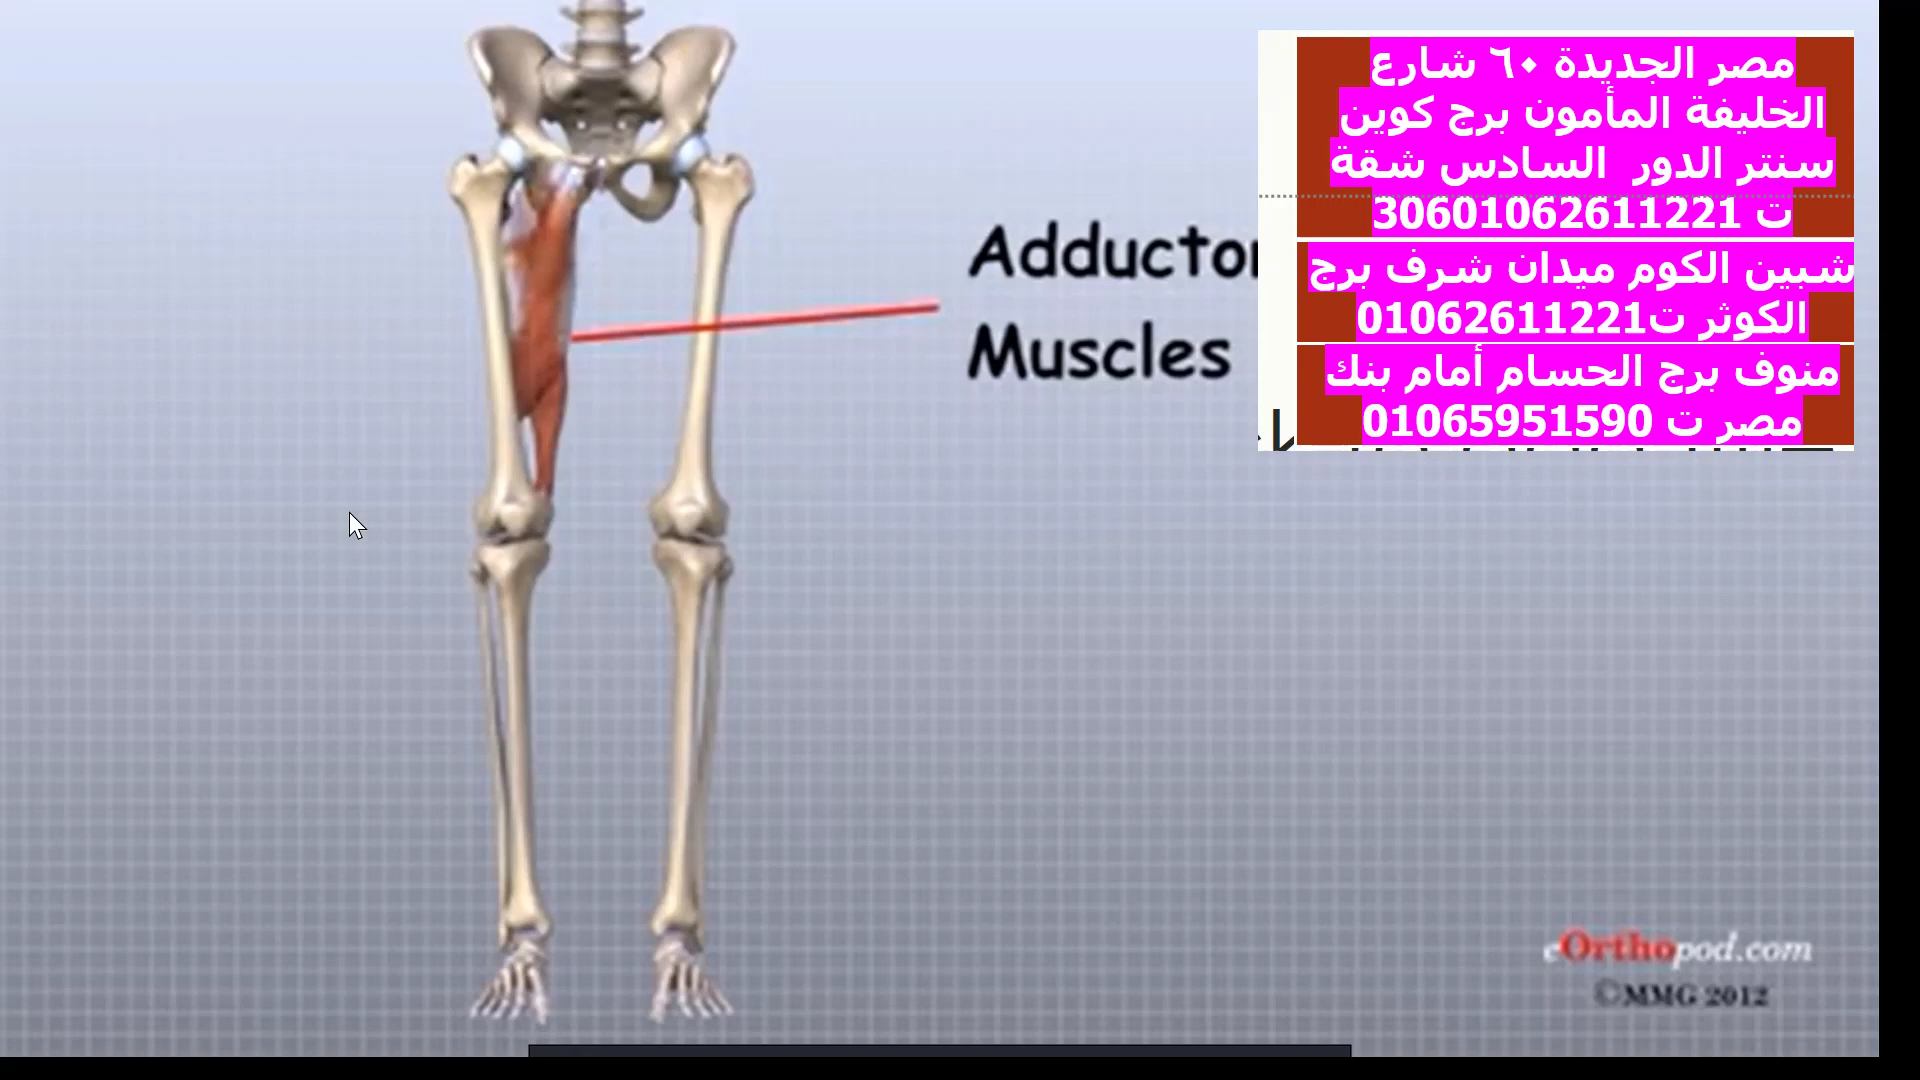 Adductor
Muscles
مصر الجديدة ٦٠ شارع
الخليفة المأمون برج كوين
سنتر الدور السادس شقة
ت 30601062611221
شبين الكوم ميدان شرف برج
الكوثر ت01062611221
منوف برج الحسام أمام بنك
مصر ت 01065951590
eOrthopod.com
©MMG 2012